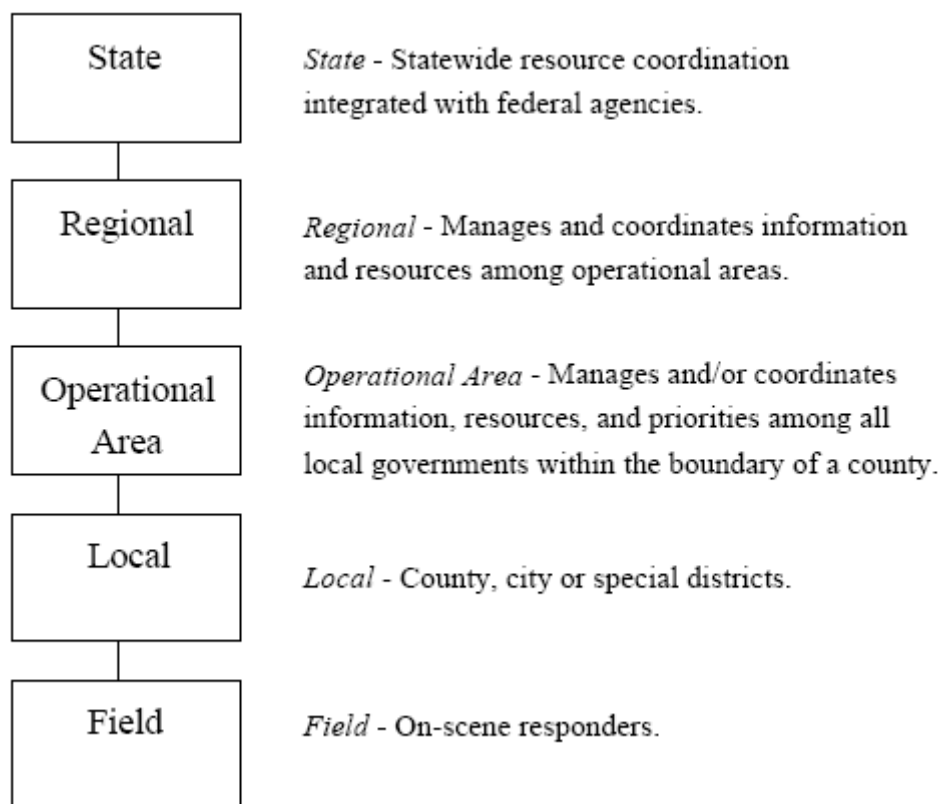 State
State - Statewide resource coordination
integrated with federal agencies.
Regional
Regional - Manages and coordinates information
and resources among operational areas.
Operational
Area
Operational Area - Manages and/or coordinates
information, resources, and priorities among all
local governments within the boundary of a county.
Local
Local - County, city or special districts.
Field
Field - On-scene responders.